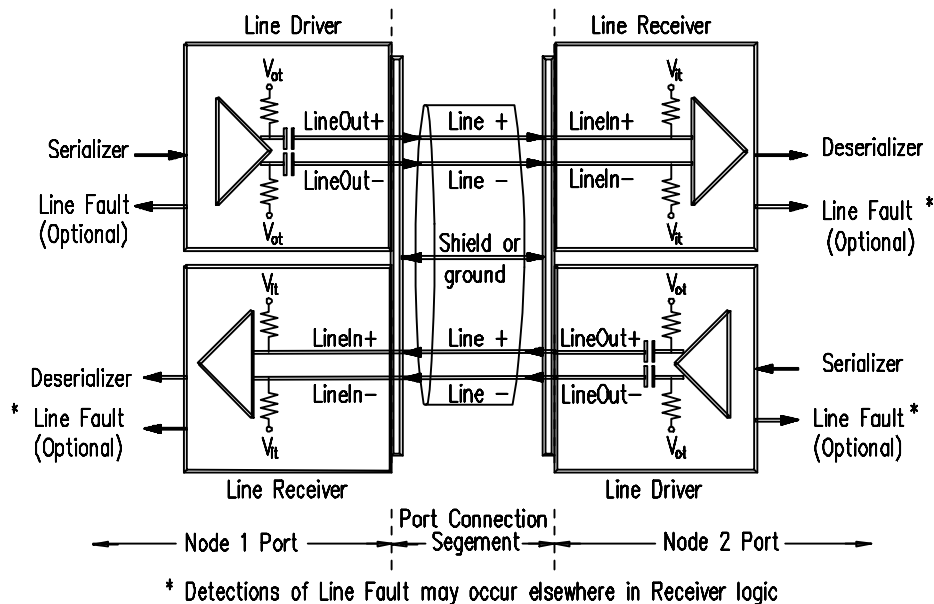 Line Driver
Line Receiver
Vot
Vit
LineOut+
Line +
LineIn+
Serializer
Deserializer
LineOut-
Line -
LineIn-
Line Fault
(Optional)
Line Fault *
(Optional)
Vot
Vit
Shield or
ground
Vit
Vot
LineIn+
Line +
LineOut+
Deserializer
Serializer
LineIn-
Line -
LineOut-
* Line Fault
(Optional)
Line Fault *
(Optional)
Vit
Vot
Line Receiver
Line Driver
Port Connection
Segement
Node 1 Port
Node 2 Port
* Detections of Line Fault may occur elsewhere in Receiver logic